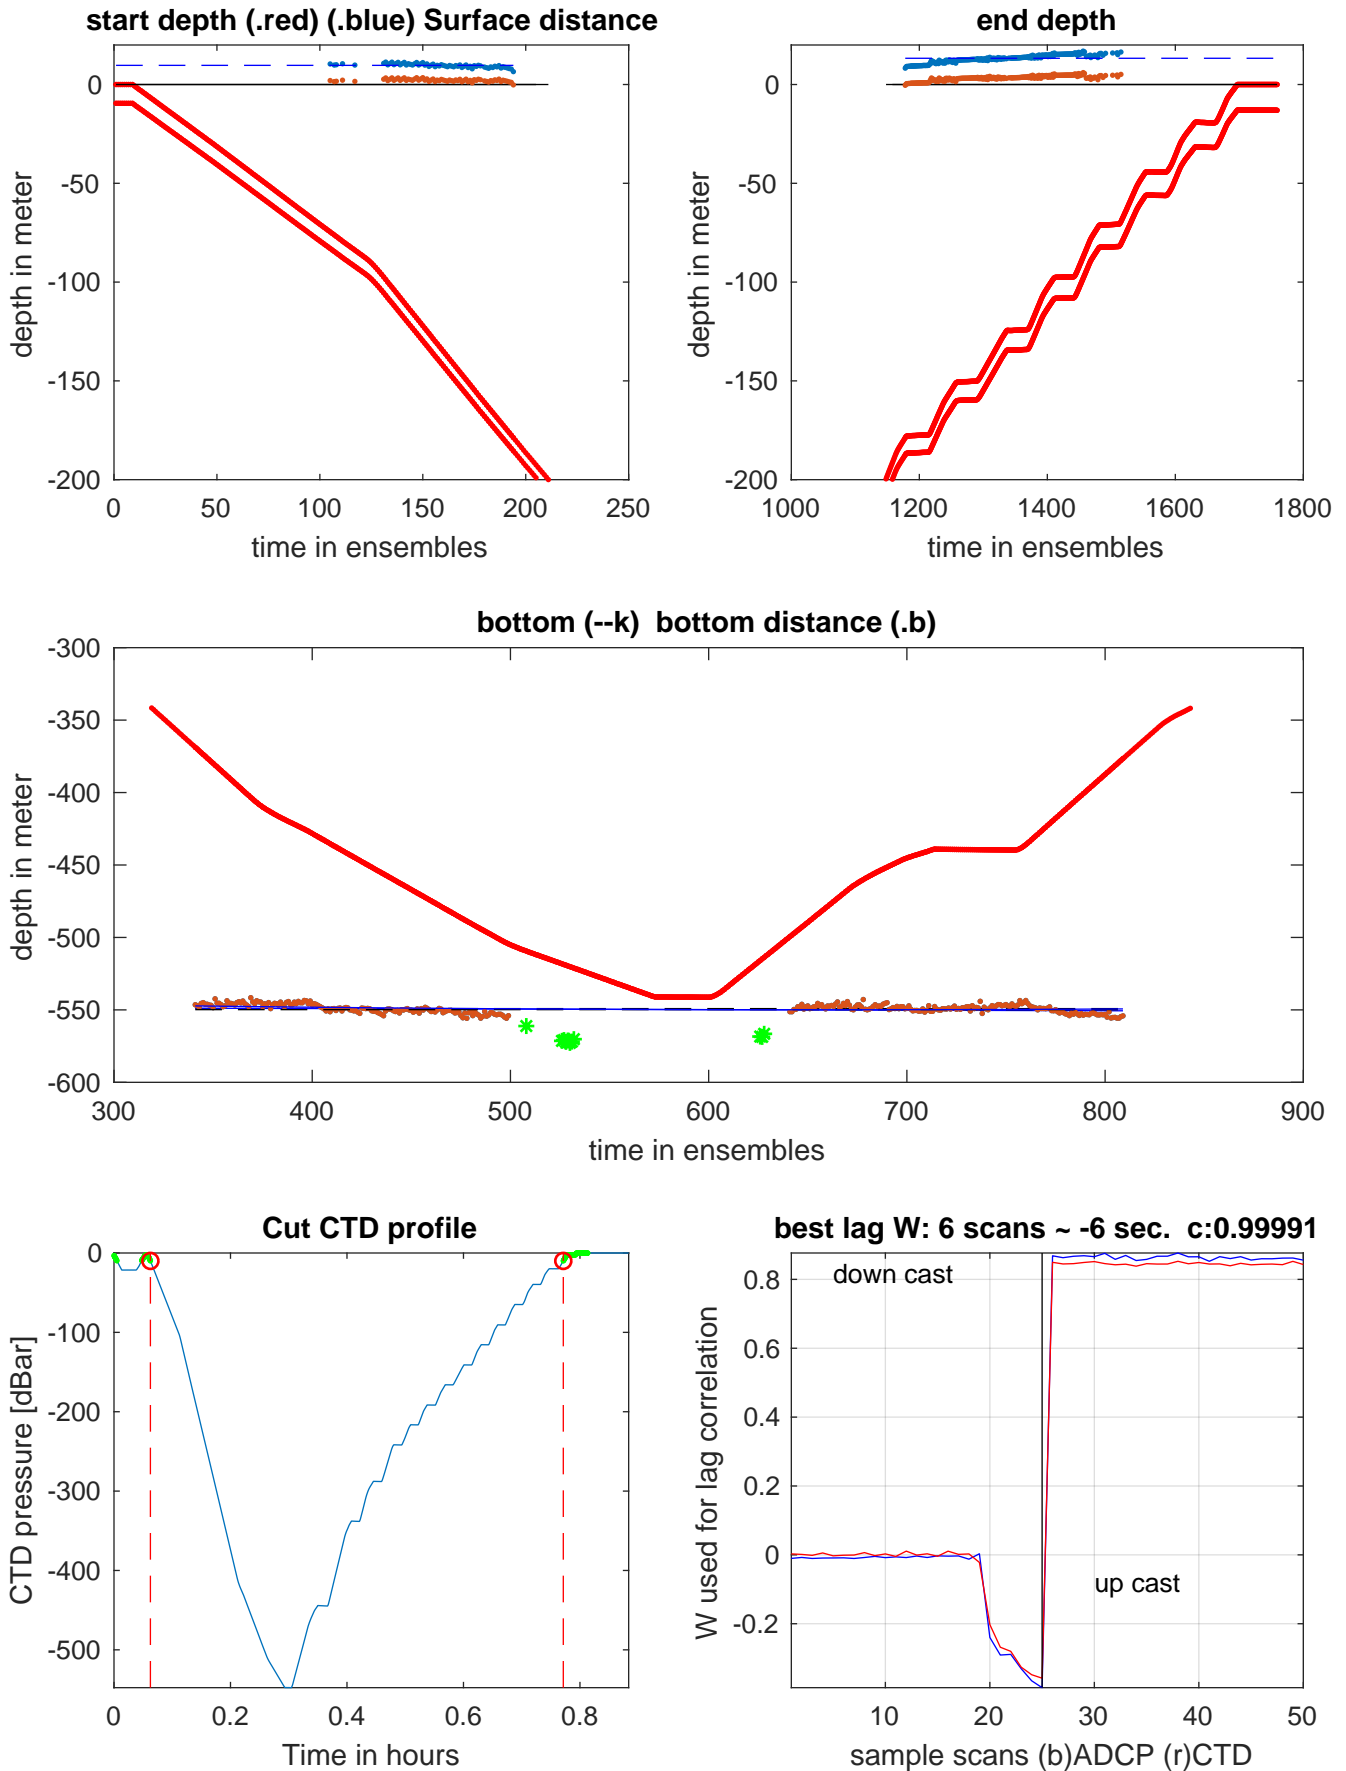 start depth (.red) (.blue) Surface distance
0
-50
-100
-150
-200
depth in meter
0 50 100 150 200 250
time in ensembles
end depth
0
-50
-100
-150
-200
depth in meter
1000 1200 1400 1600 1800
time in ensembles
bottom (--k)  bottom distance (.b)
-300
-350
-400
-450
-500
-550
-600
depth in meter
300 400 500 600 700 800 900
time in ensembles
Cut CTD profile
0
-100
-200
-300
-400
-500
CTD pressure [dBar]
0 0.2 0.4 0.6 0.8
Time in hours
best lag W: 6 scans ~ -6 sec.  c:0.99991
down cast
up cast
0.8
0.6
0.4
0.2
0
-0.2
W used for lag correlation
10 20 30 40 50
sample scans (b)ADCP (r)CTD